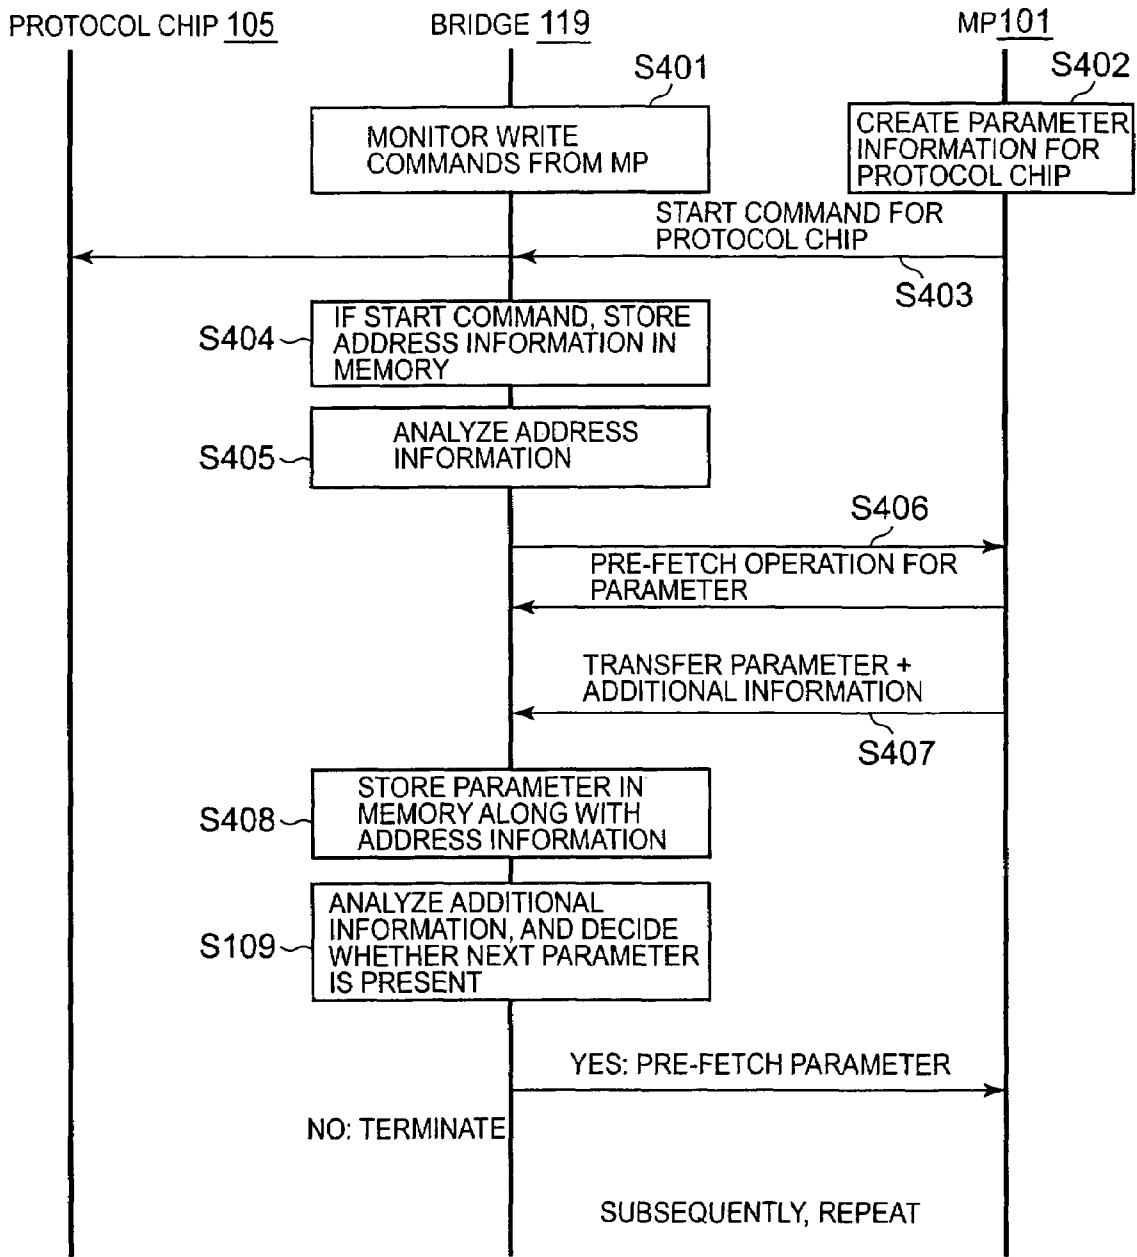 PROTOCOL CHIP 105
BRIDGE 119
MP101
S401
S402
MONITOR WRITE
COMMANDS FROM MP
CREATE PARAMETER
INFORMATION FOR
PROTOCOL CHIP
START COMMAND FOR
PROTOCOL CHIP
S403
S404
IF START COMMAND, STORE
ADDRESS INFORMATION IN
MEMORY
S405
ANALYZE ADDRESS
INFORMATION
S406
PRE-FETCH OPERATION FOR
PARAMETER
TRANSFER PARAMETER +
ADDITIONAL INFORMATION
S407
S408
STORE PARAMETER IN
MEMORY ALONG WITH
ADDRESS INFORMATION
S109
ANALYZE ADDITIONAL
INFORMATION, AND DECIDE
WHETHER NEXT PARAMETER
IS PRESENT
YES: PRE-FETCH PARAMETER
NO: TERMINATE
SUBSEQUENTLY, REPEAT